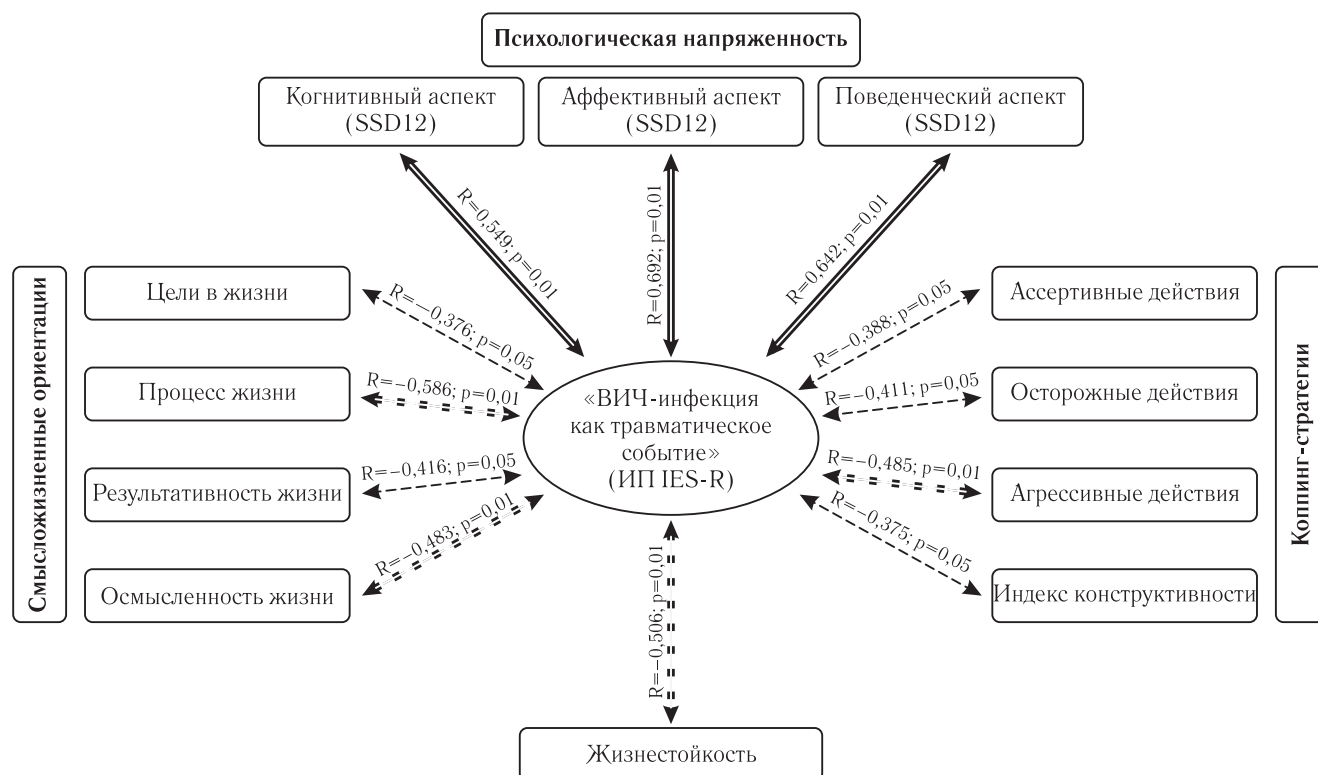 Психологическая напряженность
Когнитивный аспект
(SSD12)
Аффективный аспект
(SSD12)
Поведенческий аспект
(SSD12)
R=0,549; p=0,01
R=0,692; p=0,01
R=0,642; p=0,01
Смысложизненные ориентации
Цели в жизни
Процесс жизни
Результативность жизни
Осмысленность жизни
R=–0,376; p=0,05
R=–0,586; p=0,01
R=–0,416; p=0,05
R=–0,483; p=0,01
«ВИЧ-инфекция
как травматическое
событие»
(ИП IES-R)
R=–0,388; p=0,05
R=–0,411; p=0,05
R=–0,485; p=0,01
R=–0,375; p=0,05
Ассертивные действия
Осторожные действия
Агрессивные действия
Индекс конструктивности
Коппинг-стратегии
R=–0,506; p=0,01
Жизнестойкость